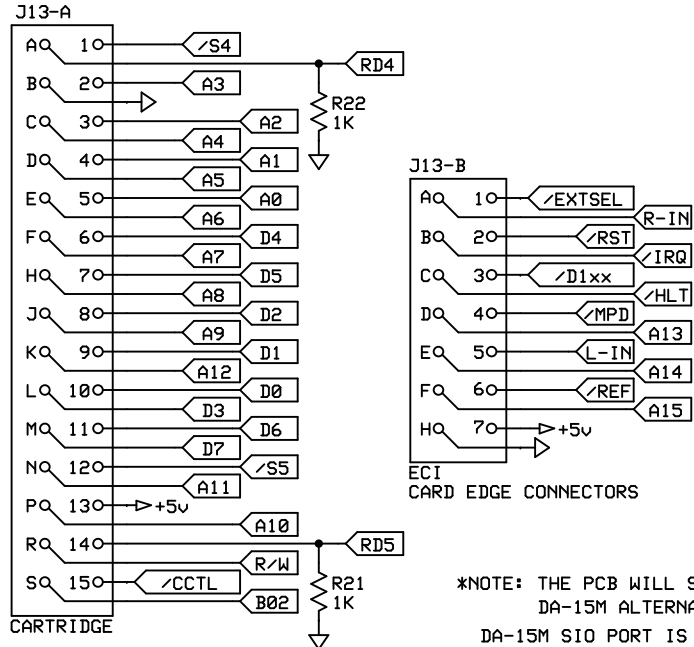 J13-A
A 1 /S4
RD4
B 2 A3
R22
1K
C 3 A2
A4
D 4 A1
A5
E 5 A0
A6
F 6 D4
A7
H 7 D5
A8
J 8 D2
A9
K 9 D1
A12
L 10 D0
D3
M 11 D6
D7
N 12 /S5
A11
P 13 +5v
A10
R 14 RD5
R/W
R21
1K
S 15 /CCTL
B02
CARTRIDGE
J13-B
A 1 /EXTSEL
R-IN
B 2 /RST
/IRQ
C 3 /D1xx
/HLT
D 4 /MPD
A13
E 5 L-IN
A14
F 6 /REF
A15
H 7 +5v
ECI
CARD EDGE CONNECTORS
*NOTE: THE PCB WILL
DA-15M ALTERNA
DA-15M SIO PORT IS